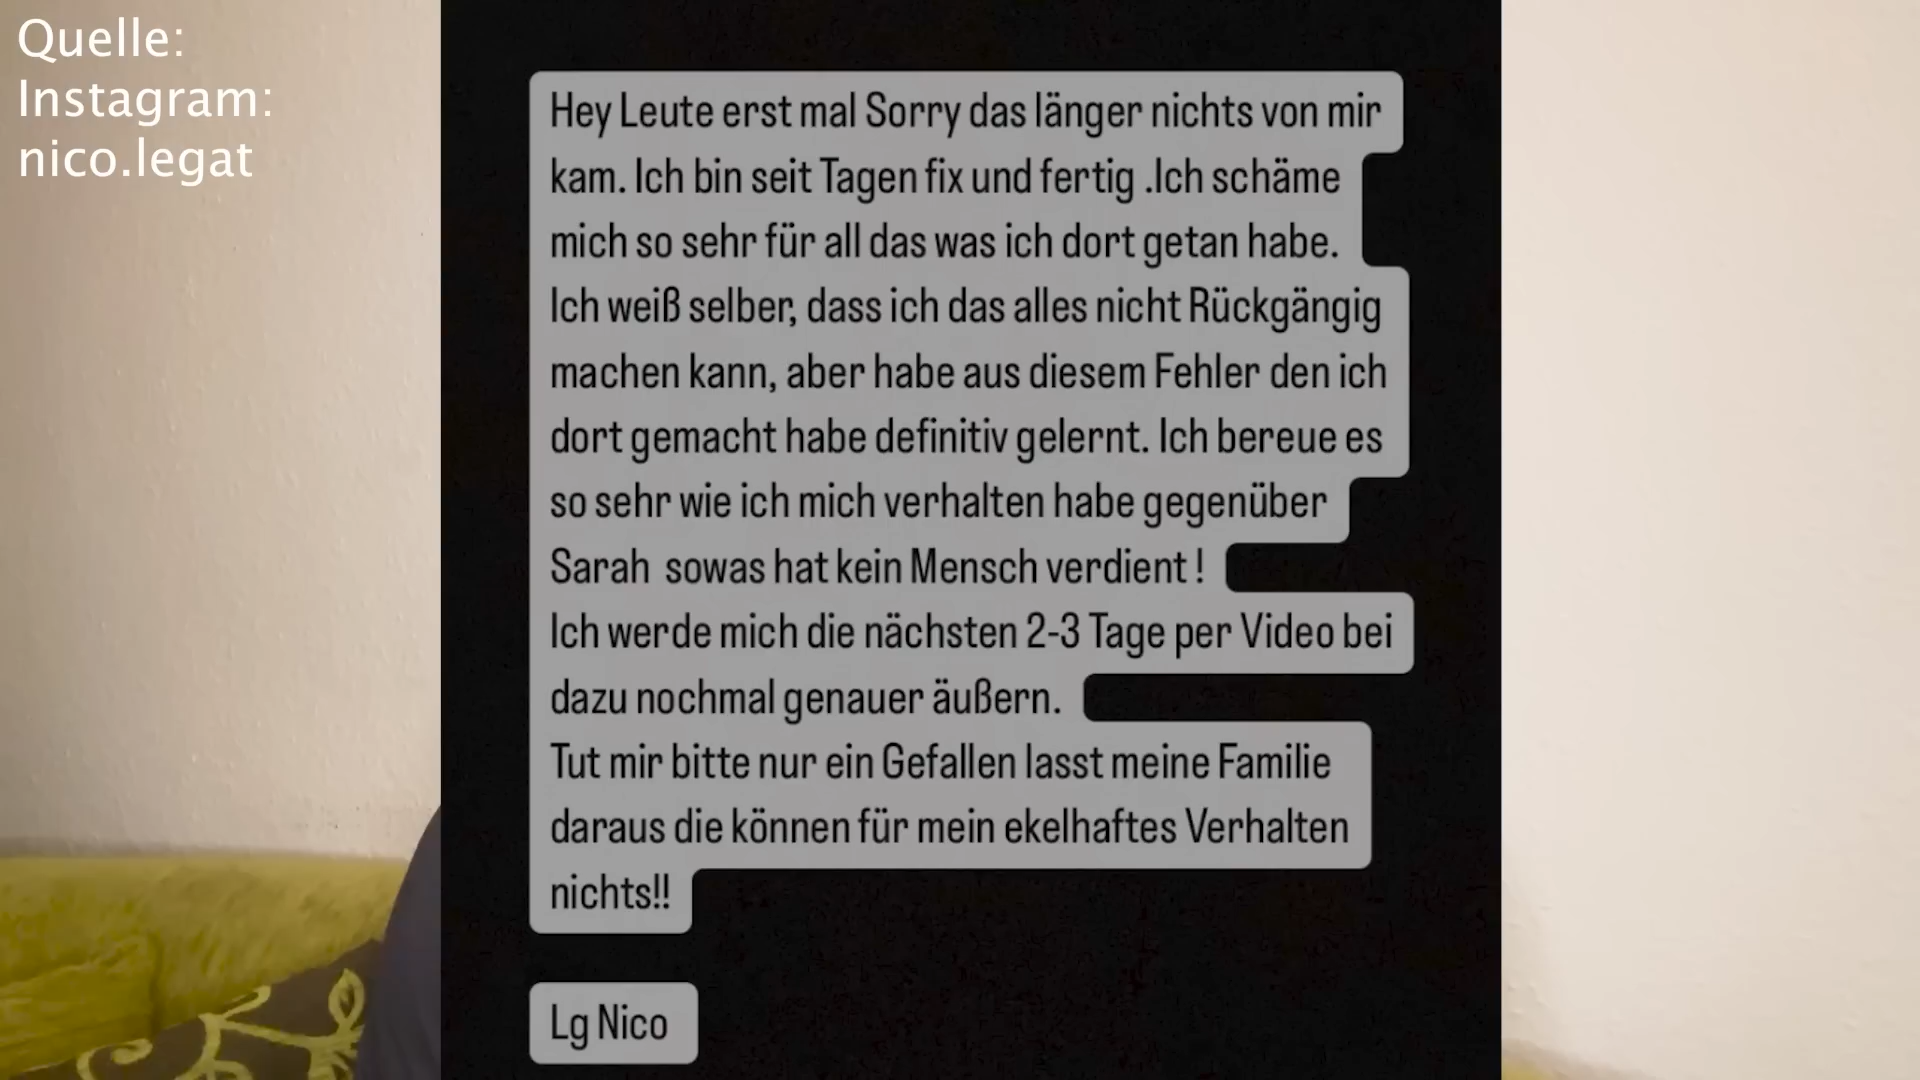 Quelle:
Instagram:
nico.legat
Hey Leute erst mal Sorry das länger nichts von mir
kam. Ich bin seit Tagen fix und fertig .Ich schäme
mich so sehr für all das was ich dort getan habe.
Ich weiß selber, dass ich das alles nicht Rückgängig
machen kann, aber habe aus diesem Fehler den ich
dort gemacht habe definitiv gelernt. Ich bereue es
so sehr wie ich mich verhalten habe gegenüber
Sarah sowas hat kein Mensch verdient !
Ich werde mich die nächsten 2-3 Tage per Video bei
dazu nochmal genauer äußern.
Tut mir bitte nur ein Gefallen lasst meine Familie
daraus die können für mein ekelhaftes Verhalten
nichts!!
Lg Nico